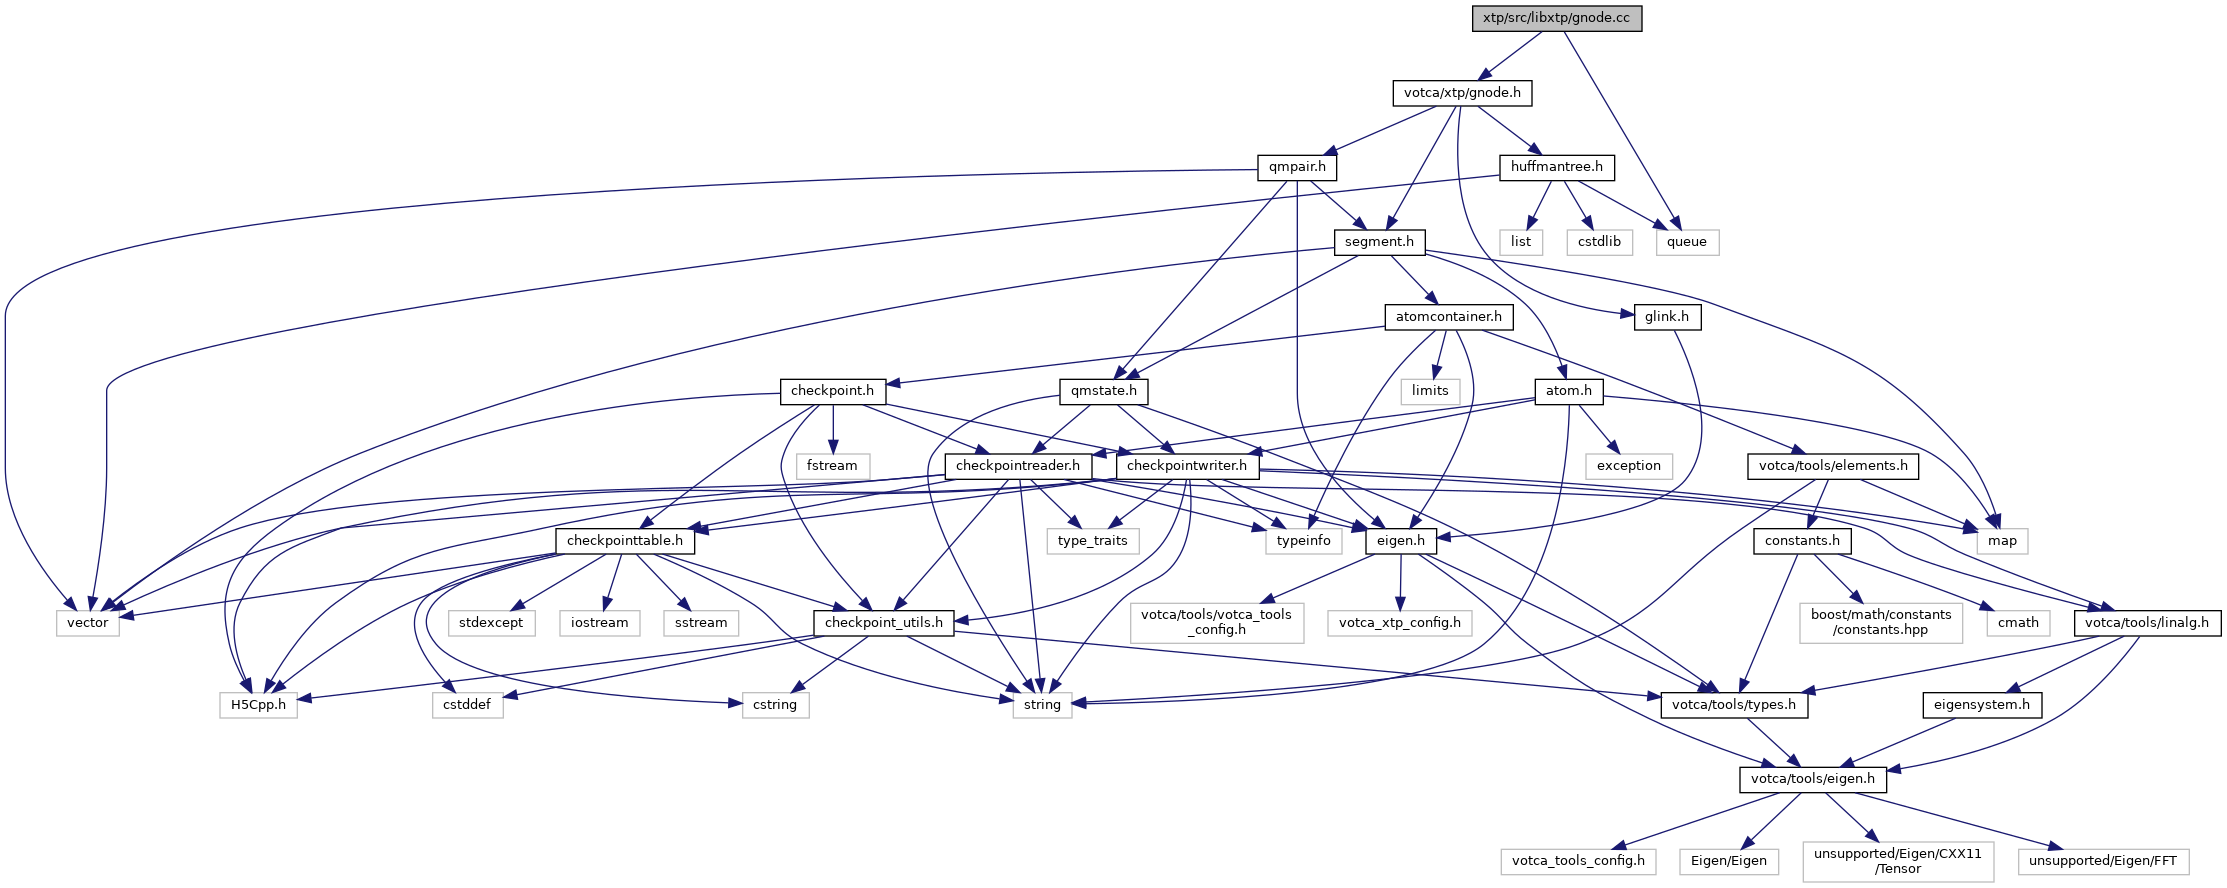 xtp/src/libxtp/gnode.cc
votca/xtp/gnode.h
qmpair.h
huffmantree.h
segment.h
list
cstdlib
queue
atomcontainer.h
glink.h
checkpoint.h
qmstate.h
limits
atom.h
fstream
checkpointreader.h
checkpointwriter.h
exception
votca/tools/elements.h
checkpointtable.h
type_traits
typeinfo
eigen.h
constants.h
map
vector
stdexcept
iostream
sstream
checkpoint_utils.h
votca/tools/votca_tools
_config.h
votca_xtp_config.h
boost/math/constants
/constants.hpp
cmath
votca/tools/linalg.h
H5Cpp.h
cstddef
cstring
string
votca/tools/types.h
eigensystem.h
votca/tools/eigen.h
votca_tools_config.h
Eigen/Eigen
unsupported/Eigen/CXX11
/Tensor
unsupported/Eigen/FFT